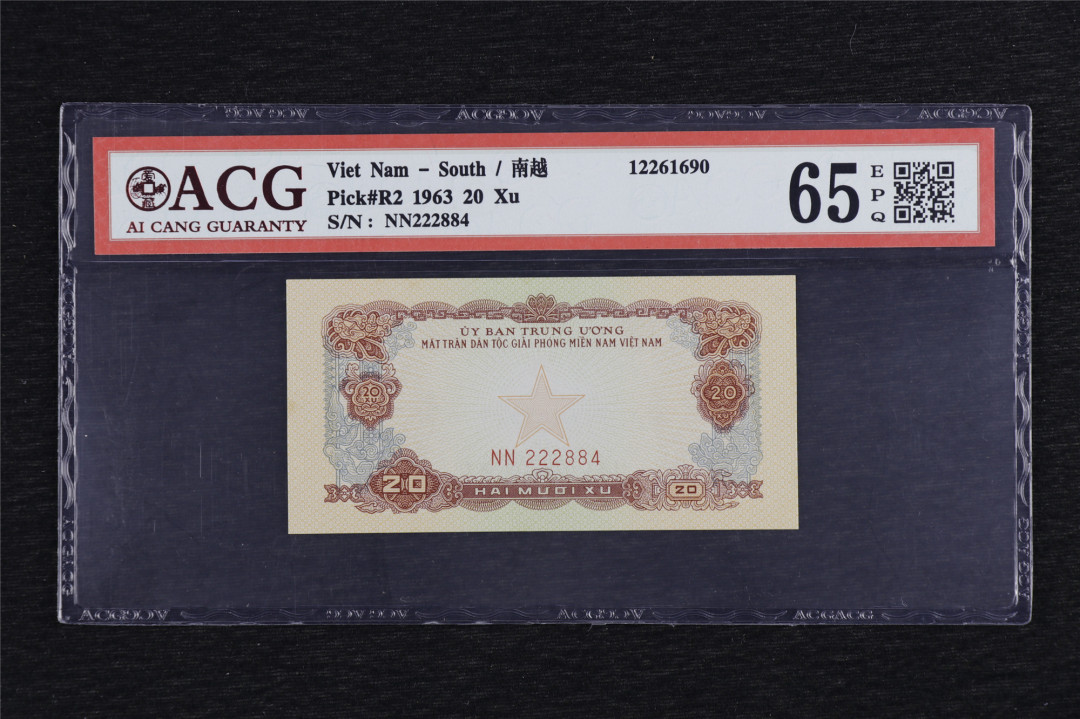 ACG
AI CANG GUARANTY
Viet Nam - South / 南越
Pick#R2 1963 20 Xu
S/N: NN222884
12261690
65
EPQ
ỦY BAN TRUNG ƯƠNG
MẶT TRẬN DÂN TỘC GIẢI PHÓNG MIỀN NAM VIỆT NAM
20
XU
20
NN 222884
20
HAI MƯƠI XU
20